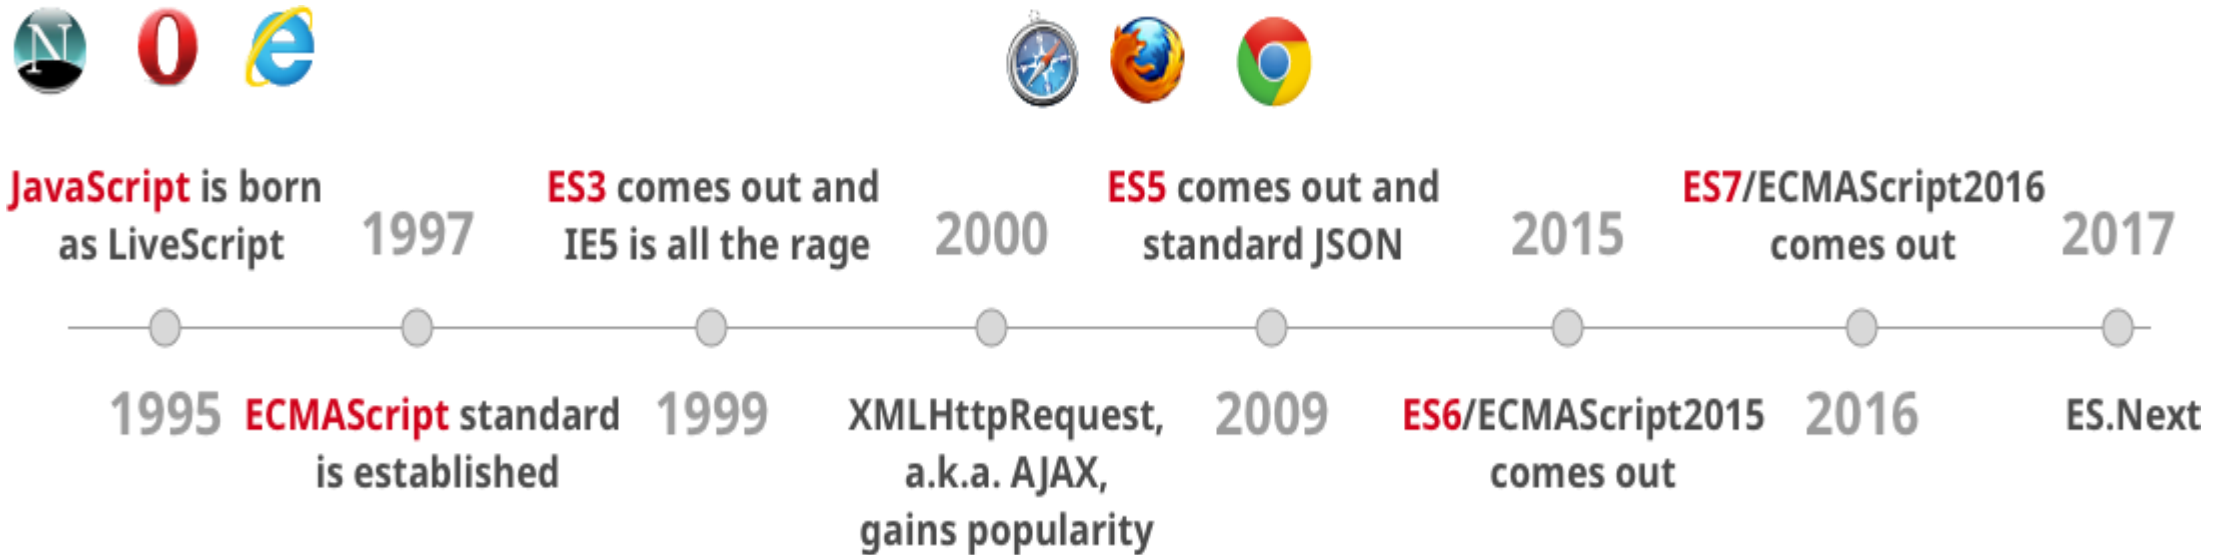 N
JavaScript is born
as LiveScript
1995
1997
ECMAScript standard
is established
ES3 comes out and
IE5 is all the rage
1999
2000
XMLHttpRequest,
a.k.a. AJAX,
gains popularity
ES5 comes out and
standard JSON
2009
2015
ES6/ECMAScript2015
comes out
ES7/ECMAScript2016
comes out
2016
2017
ES.Next